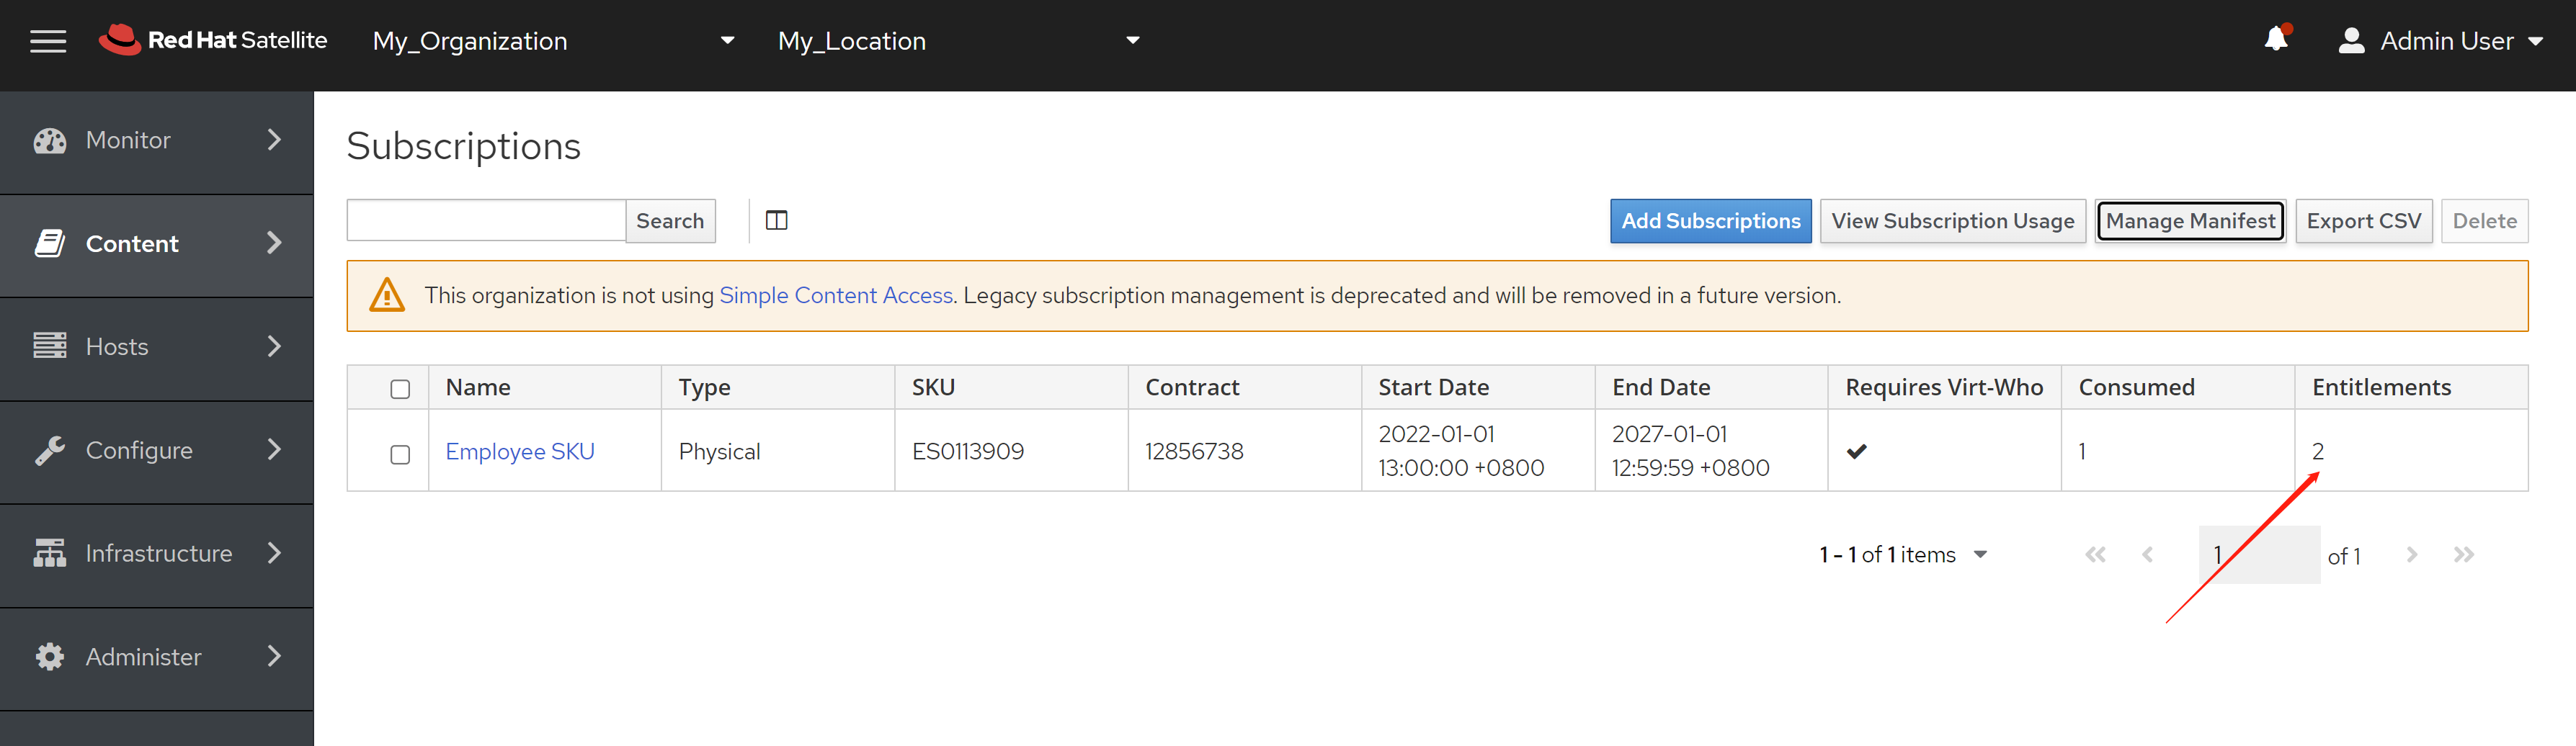 Red Hat Satellite My_Organization My_Location Admin User
Monitor
Content
Hosts
Configure
Infrastructure
Administer
Subscriptions
Search Add Subscriptions View Subscription Usage Manage Manifest Export CSV Delete
This organization is not using Simple Content Access. Legacy subscription management is deprecated and will be removed in a future version.
Name Type SKU Contract Start Date End Date Requires Virt-Who Consumed Entitlements
Employee SKU Physical ES0113909 12856738 2022-01-01 13:00:00 +0800 2027-01-01 12:59:59 +0800 1 2
1 - 1 of 1 items 1 of 1